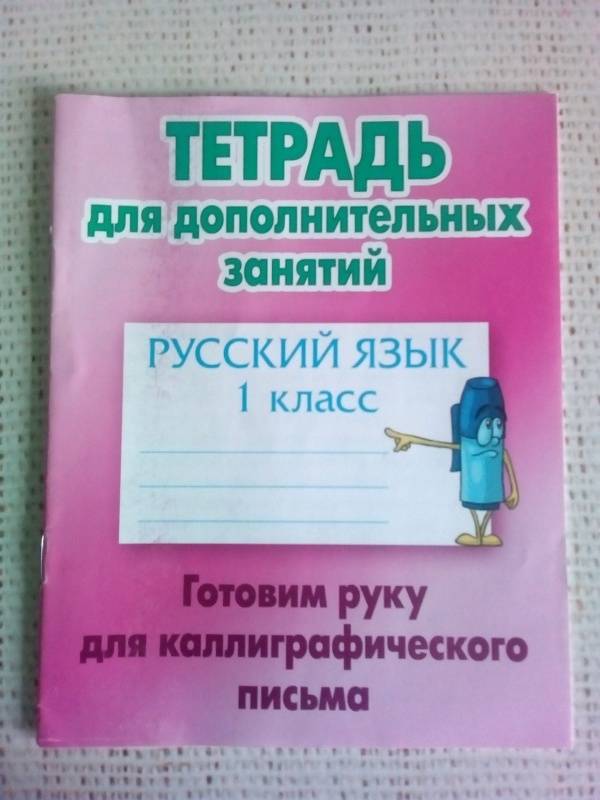 ТЕТРАДЬ
для дополнительных
занятий
РУССКИЙ ЯЗЫК
1 класс
Готовим руку
для каллиграфического
письма